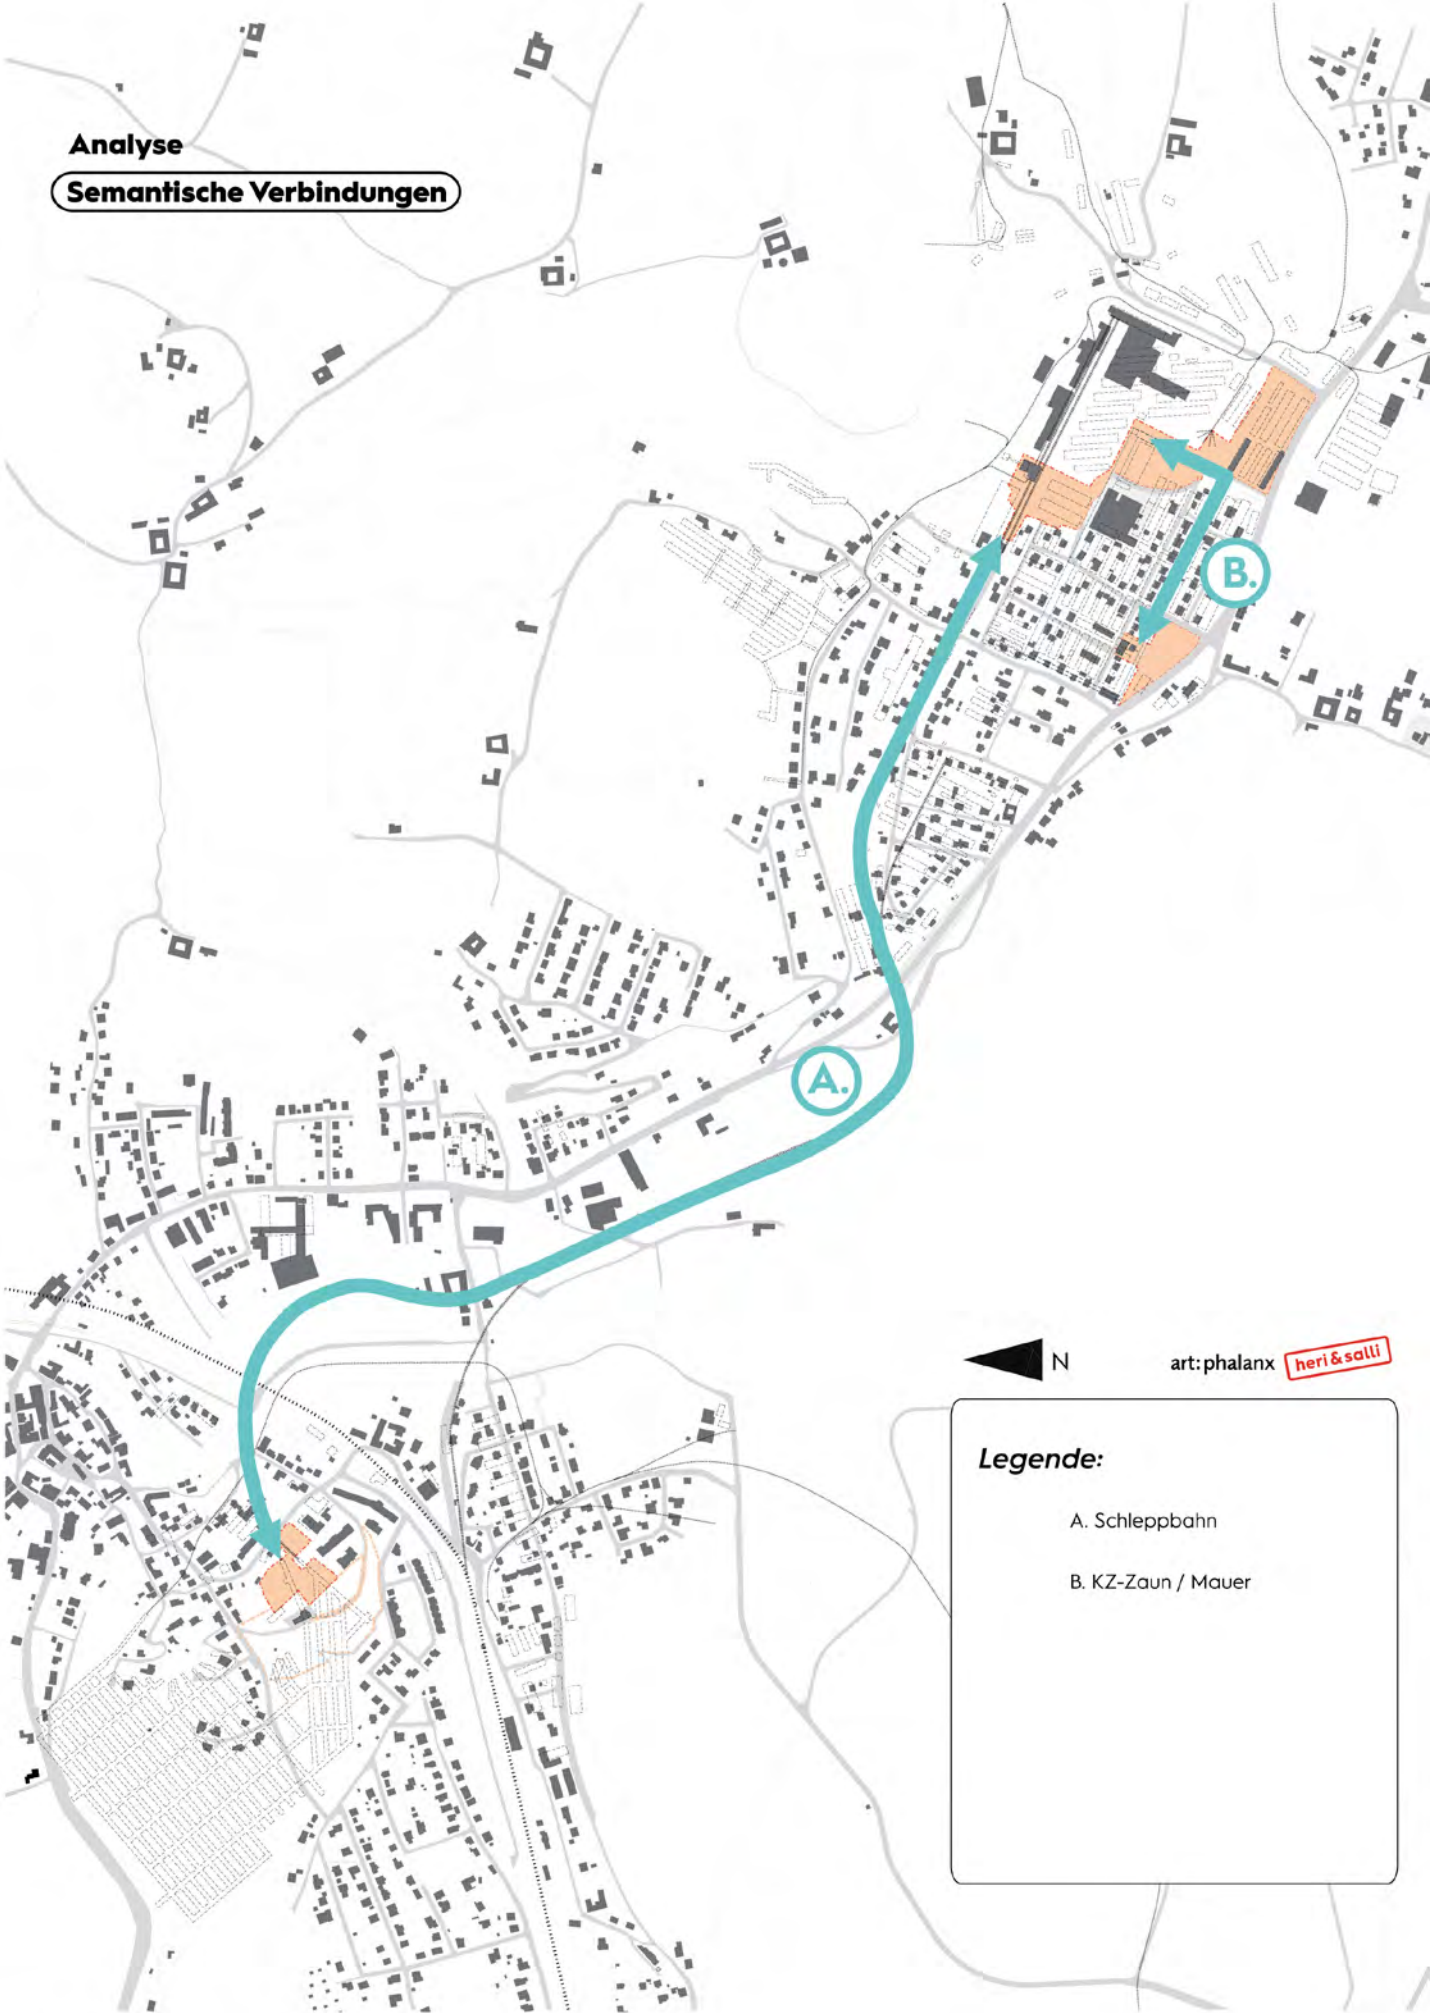 Analyse
Semantische Verbindungen
B.
A.
N
art:phalanx
heri&salli
Legende:
A. Schleppbahn
B. KZ-Zaun / Mauer